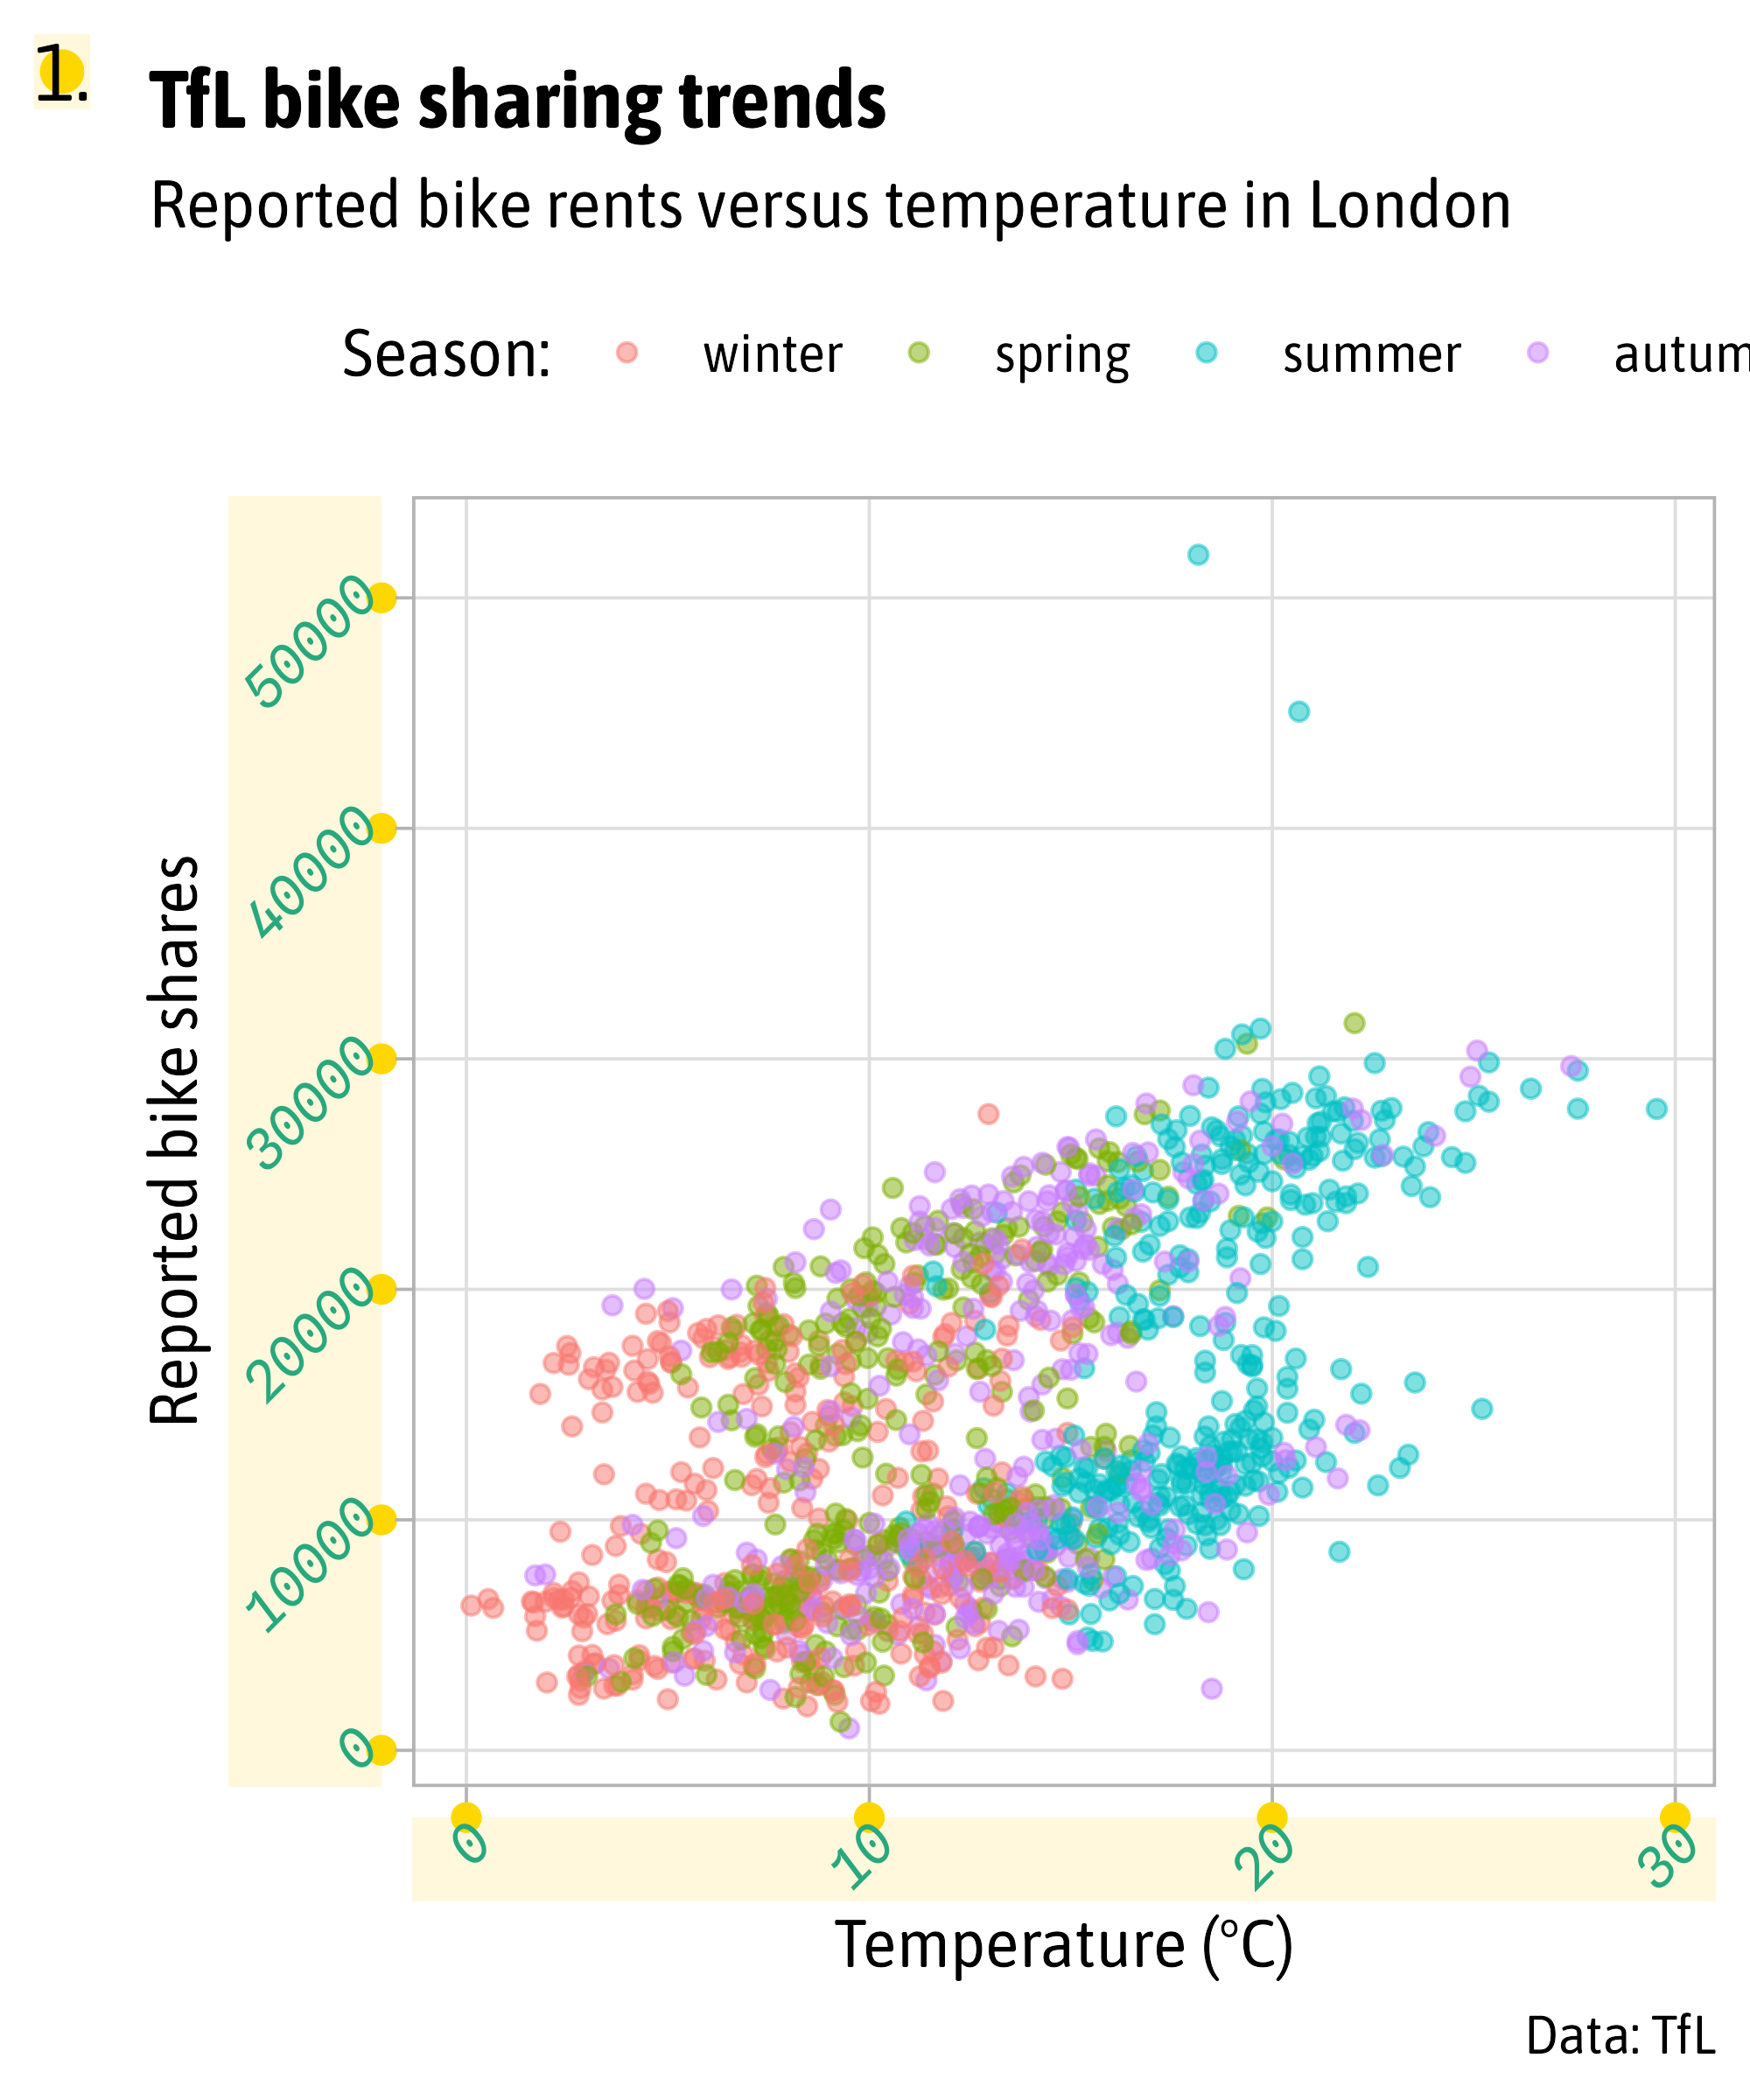 1.
TfL bike sharing trends
Reported bike rents versus temperature in London
Season: winter spring summer autum
Reported bike shares
50000
40000
30000
20000
10000
0
0 10 20 30
Temperature (°C)
Data: TfL